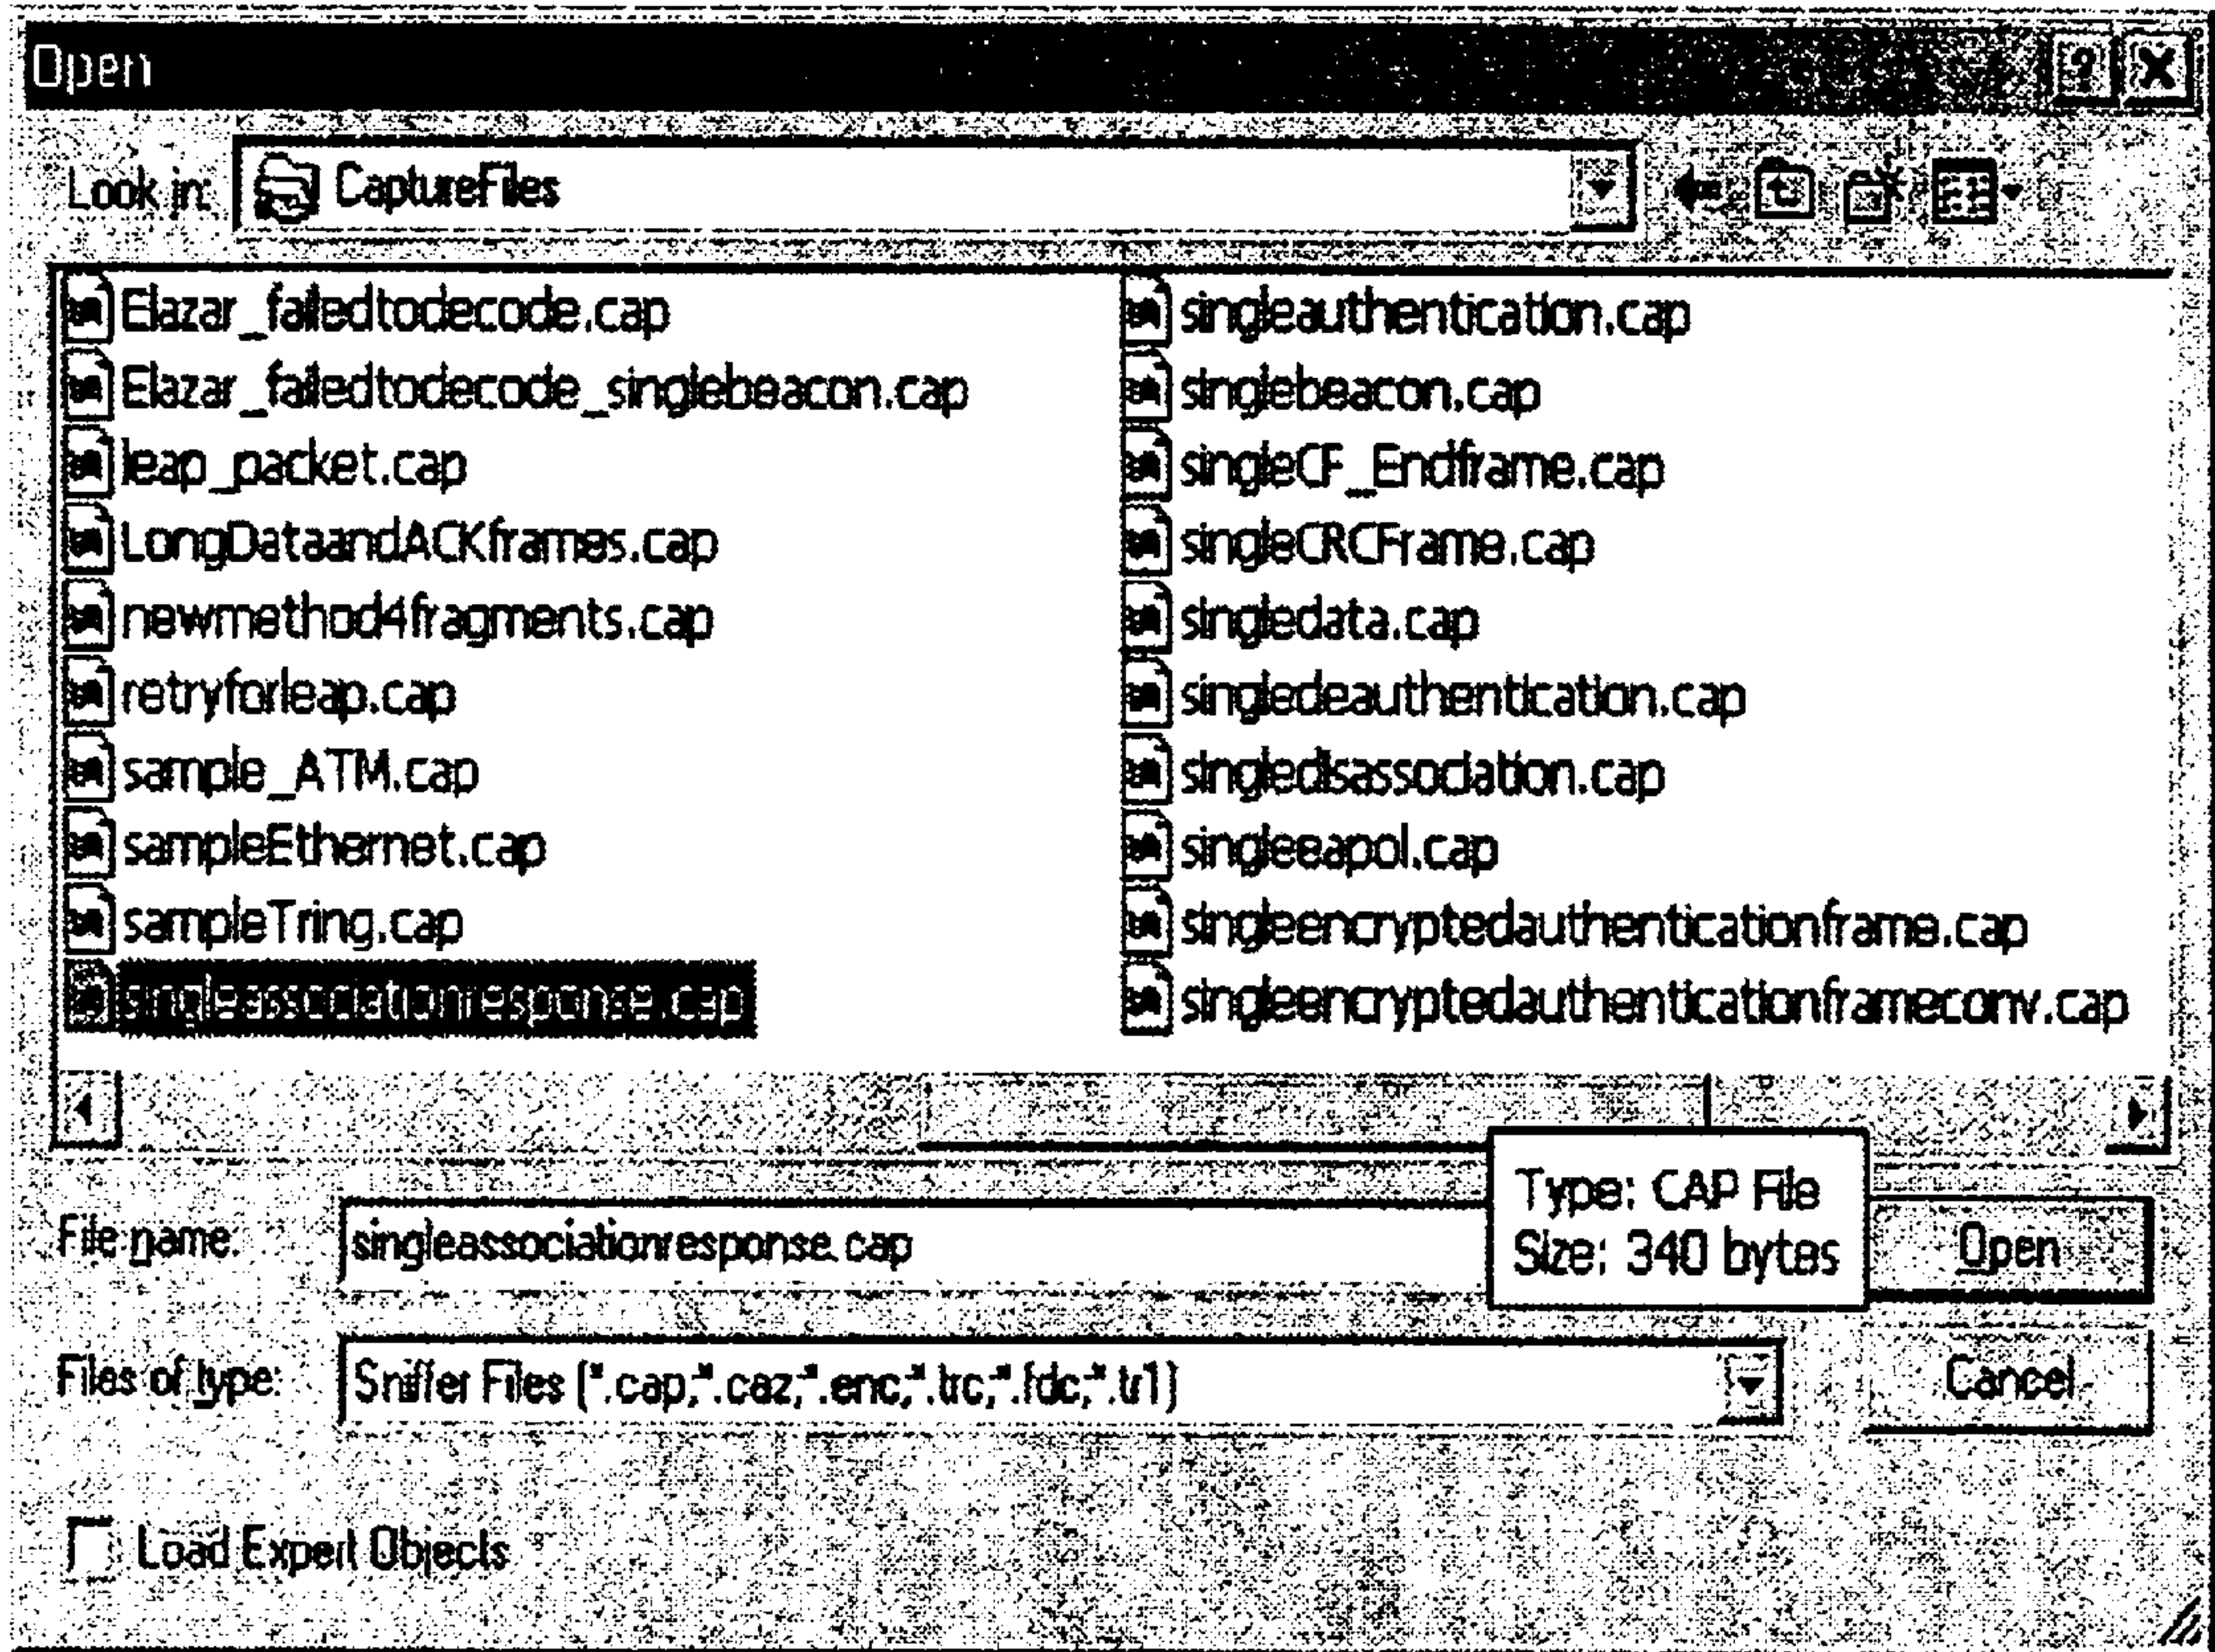 Open
Look in: CaptureFiles
Elazar_failedtodecode.cap
Elazar_failedtodecode_singlebeacon.cap
leap_packet.cap
LongDataandACKframes.cap
newmethod4fragments.cap
retryforleap.cap
sample_ATM.cap
sampleEthernet.cap
sampleTring.cap
singleassociationresponse.cap
singleauthentication.cap
singlebeacon.cap
singleCF_Endframe.cap
singleCRCFrame.cap
singledata.cap
singledeauthentication.cap
singledisassociation.cap
singleeapol.cap
singleencryptedauthenticationframe.cap
singleencryptedauthenticationframeconv.cap
Type: CAP File
Size: 340 bytes
File name: singleassociationresponse.cap
Open
Files of type: Sniffer Files (*.cap,*.caz,*.enc,*.trc,*.fdc,*.tr1)
Cancel
Load Expert Objects